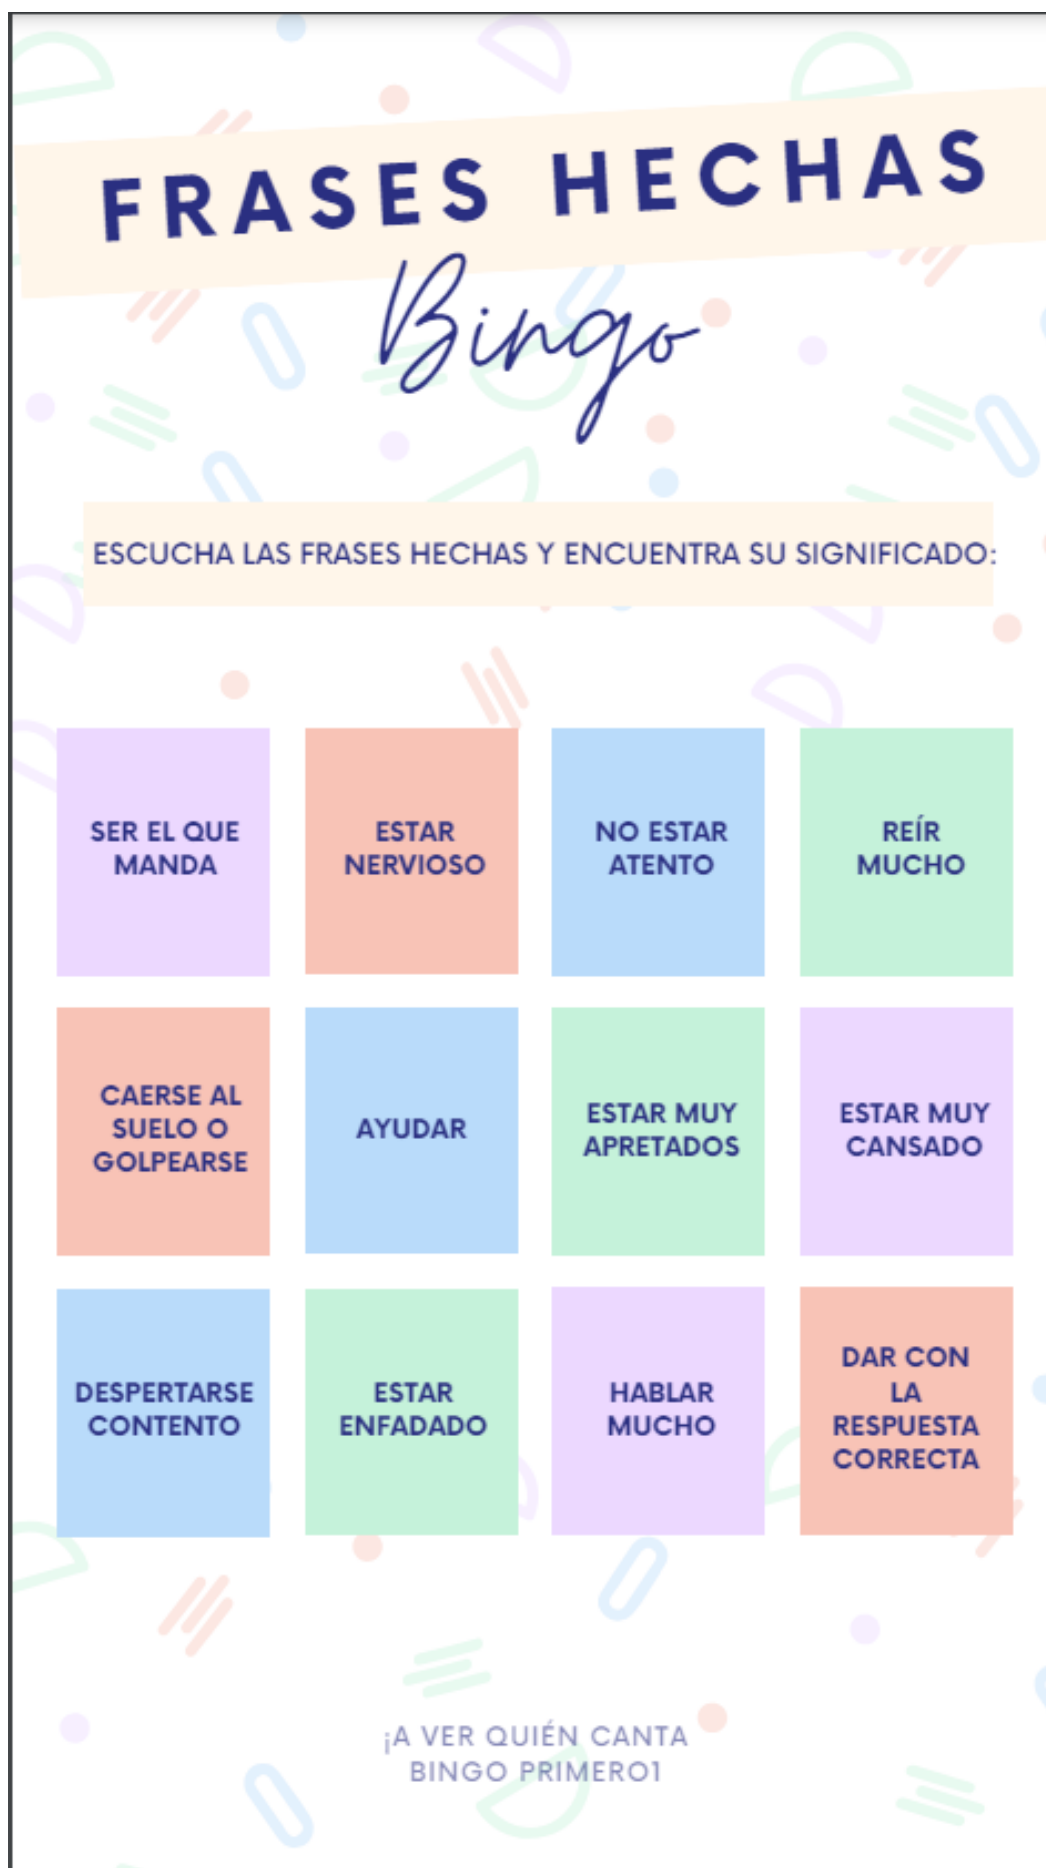 FRASES HECHAS
Bingo
ESCUCHA LAS FRASES HECHAS Y ENCUENTRA SU SIGNIFICADO:
SER EL QUE
MANDA
ESTAR
NERVIOSO
NO ESTAR
ATENTO
REÍR
MUCHO
CAERSE AL
SUELO O
GOLPEARSE
AYUDAR
ESTAR MUY
APRETADOS
ESTAR MUY
CANSADO
DESPERTARSE
CONTENTO
ESTAR
ENFADADO
HABLAR
MUCHO
DAR CON
LA
RESPUESTA
CORRECTA
¡A VER QUIÉN CANTA
BINGO PRIMERO1